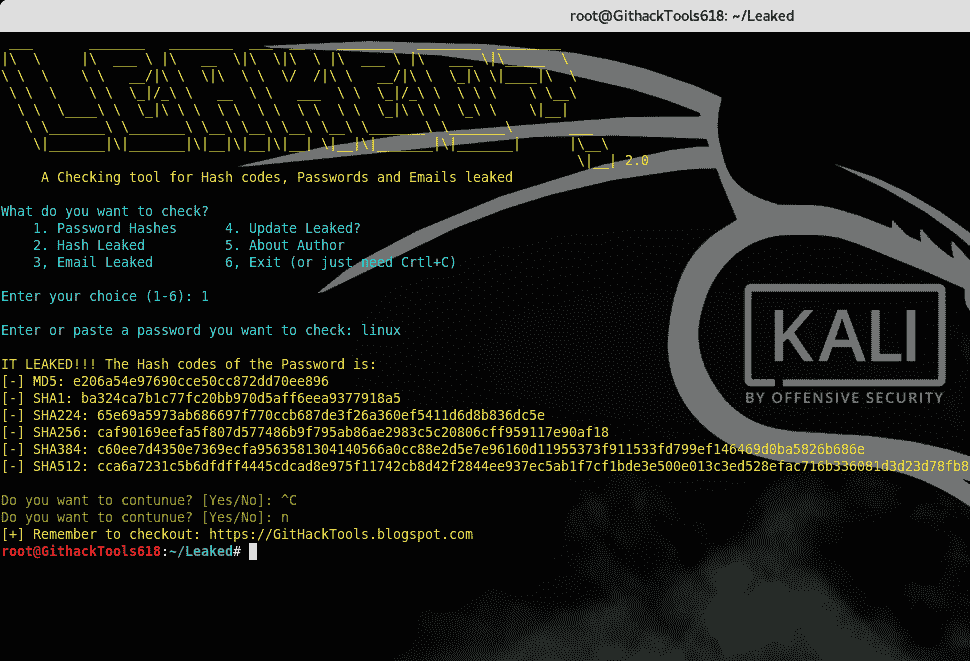 root@GithackTools618: ~/Leaked
2.0
A Checking tool for Hash codes, Passwords and Emails leaked
What do you want to check?
1. Password Hashes 4. Update Leaked?
2. Hash Leaked 5. About Author
3, Email Leaked 6, Exit (or just need Crtl+C)
Enter your choice (1-6): 1
Enter or paste a password you want to check: linux
IT LEAKED!!! The Hash codes of the Password is:
[-] MD5: e206a54e97690cce50cc872dd70ee896
[-] SHA1: ba324ca7b1c77fc20bb970d5aff6eea9377918a5
[-] SHA224: 65e69a5973ab686697f770ccb687de3f26a360ef5411d6d8b836dc5e
[-] SHA256: caf90169eefa5f807d577486b9f795ab86ae2983c5c20806cff959117e90af18
[-] SHA384: c60ee7d4350e7369ecfa9563581304140566a0cc88e2d5e7e96160d11955373f911533fd799ef146469d0ba5826b686e
[-] SHA512: cca6a7231c5b6dfdff4445cdcad8e975f11742cb8d42f2844ee937ec5ab1f7cf1bde3e500e013c3ed528efac716b336081d3d23d78fb8
Do you want to contunue? [Yes/No]: ^C
Do you want to contunue? [Yes/No]: n
[+] Remember to checkout: https://GitHackTools.blogspot.com
root@GithackTools618:~/Leaked#
KALI
BY OFFENSIVE SECURITY